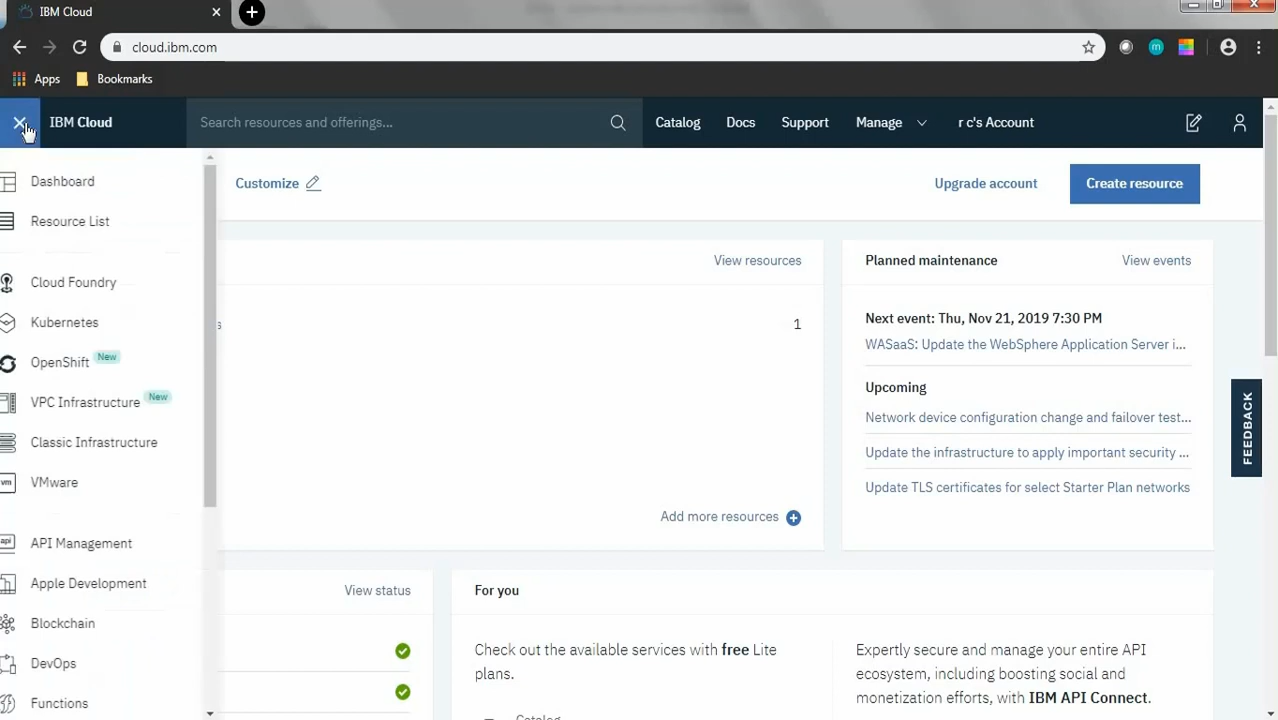 IBM Cloud
cloud.ibm.com
Apps
Bookmarks
IBM Cloud
Search resources and offerings...
Catalog
Docs
Support
Manage
r c's Account
Dashboard
Customize
Upgrade account
Create resource
Resource List
View resources
Planned maintenance
View events
Cloud Foundry
Kubernetes
s
1
Next event: Thu, Nov 21, 2019 7:30 PM
WASaaS: Update the WebSphere Application Server i...
OpenShift New
Upcoming
VPC Infrastructure New
Network device configuration change and failover test...
Classic Infrastructure
Update the infrastructure to apply important security ...
VMware
vm
Update TLS certificates for select Starter Plan networks
FEEDBACK
Add more resources
api
API Management
Apple Development
View status
For you
Blockchain
DevOps
Functions
Check out the available services with free Lite
plans.
Catalog
Expertly secure and manage your entire API
ecosystem, including boosting social and
monetization efforts, with IBM API Connect.